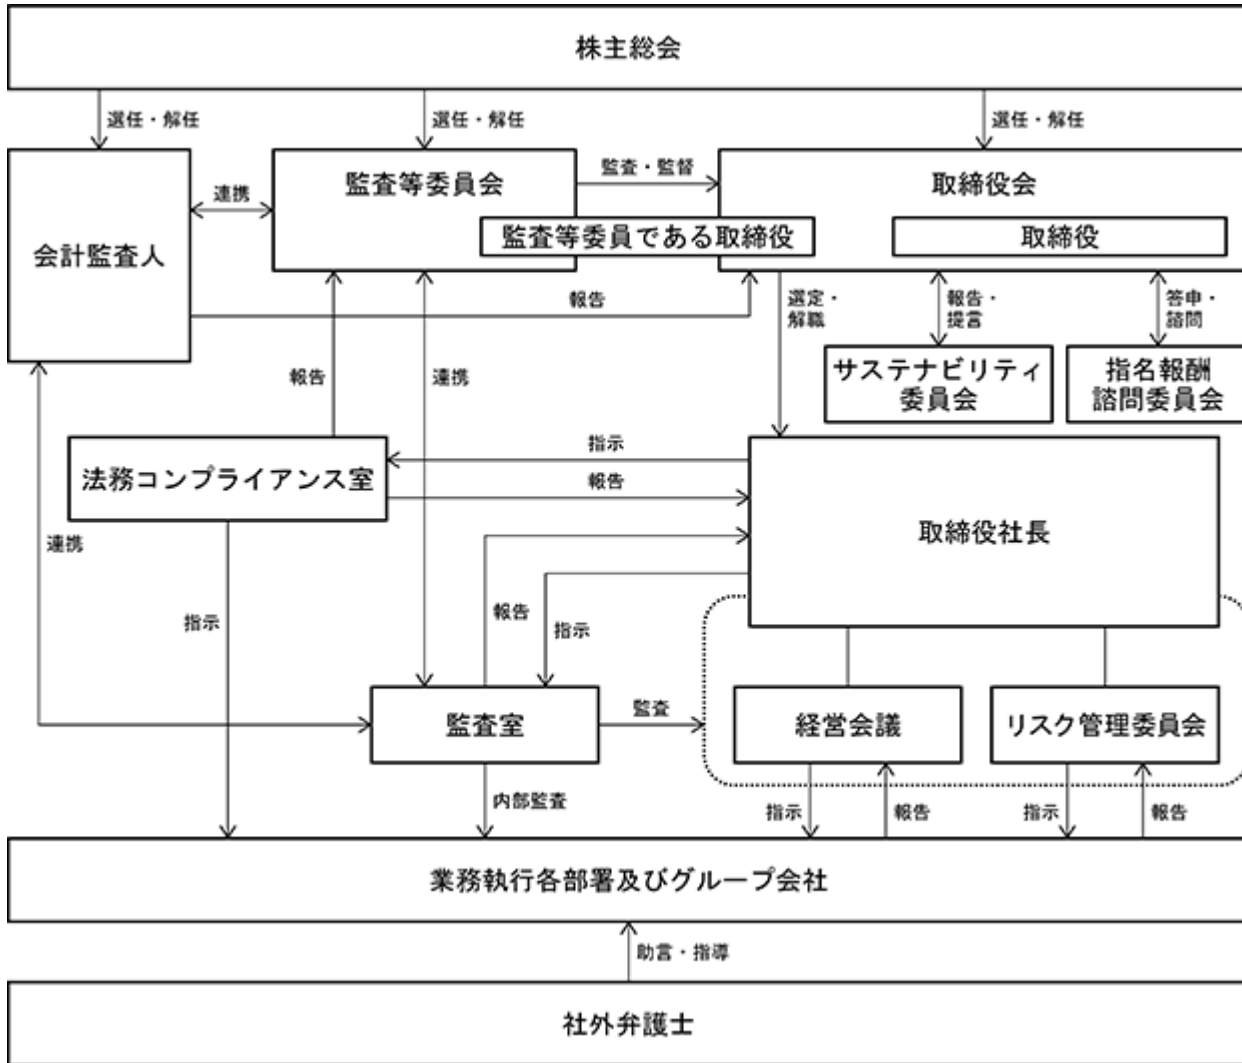 株主総会
選任・解任
選任・解任
選任・解任
会計監査人
連携
監査等委員会
監査・監督
取締役会
監査等委員である取締役
取締役
報告
選定・
解職
報告・
提言
答申・
諮問
報告
連携
サステナビリティ
委員会
指名報酬
諮問委員会
法務コンプライアンス室
指示
報告
取締役社長
連携
指示
報告
指示
監査室
監査
経営会議
リスク管理委員会
内部監査
指示
報告
指示
報告
業務執行各部署及びグループ会社
助言・指導
社外弁護士